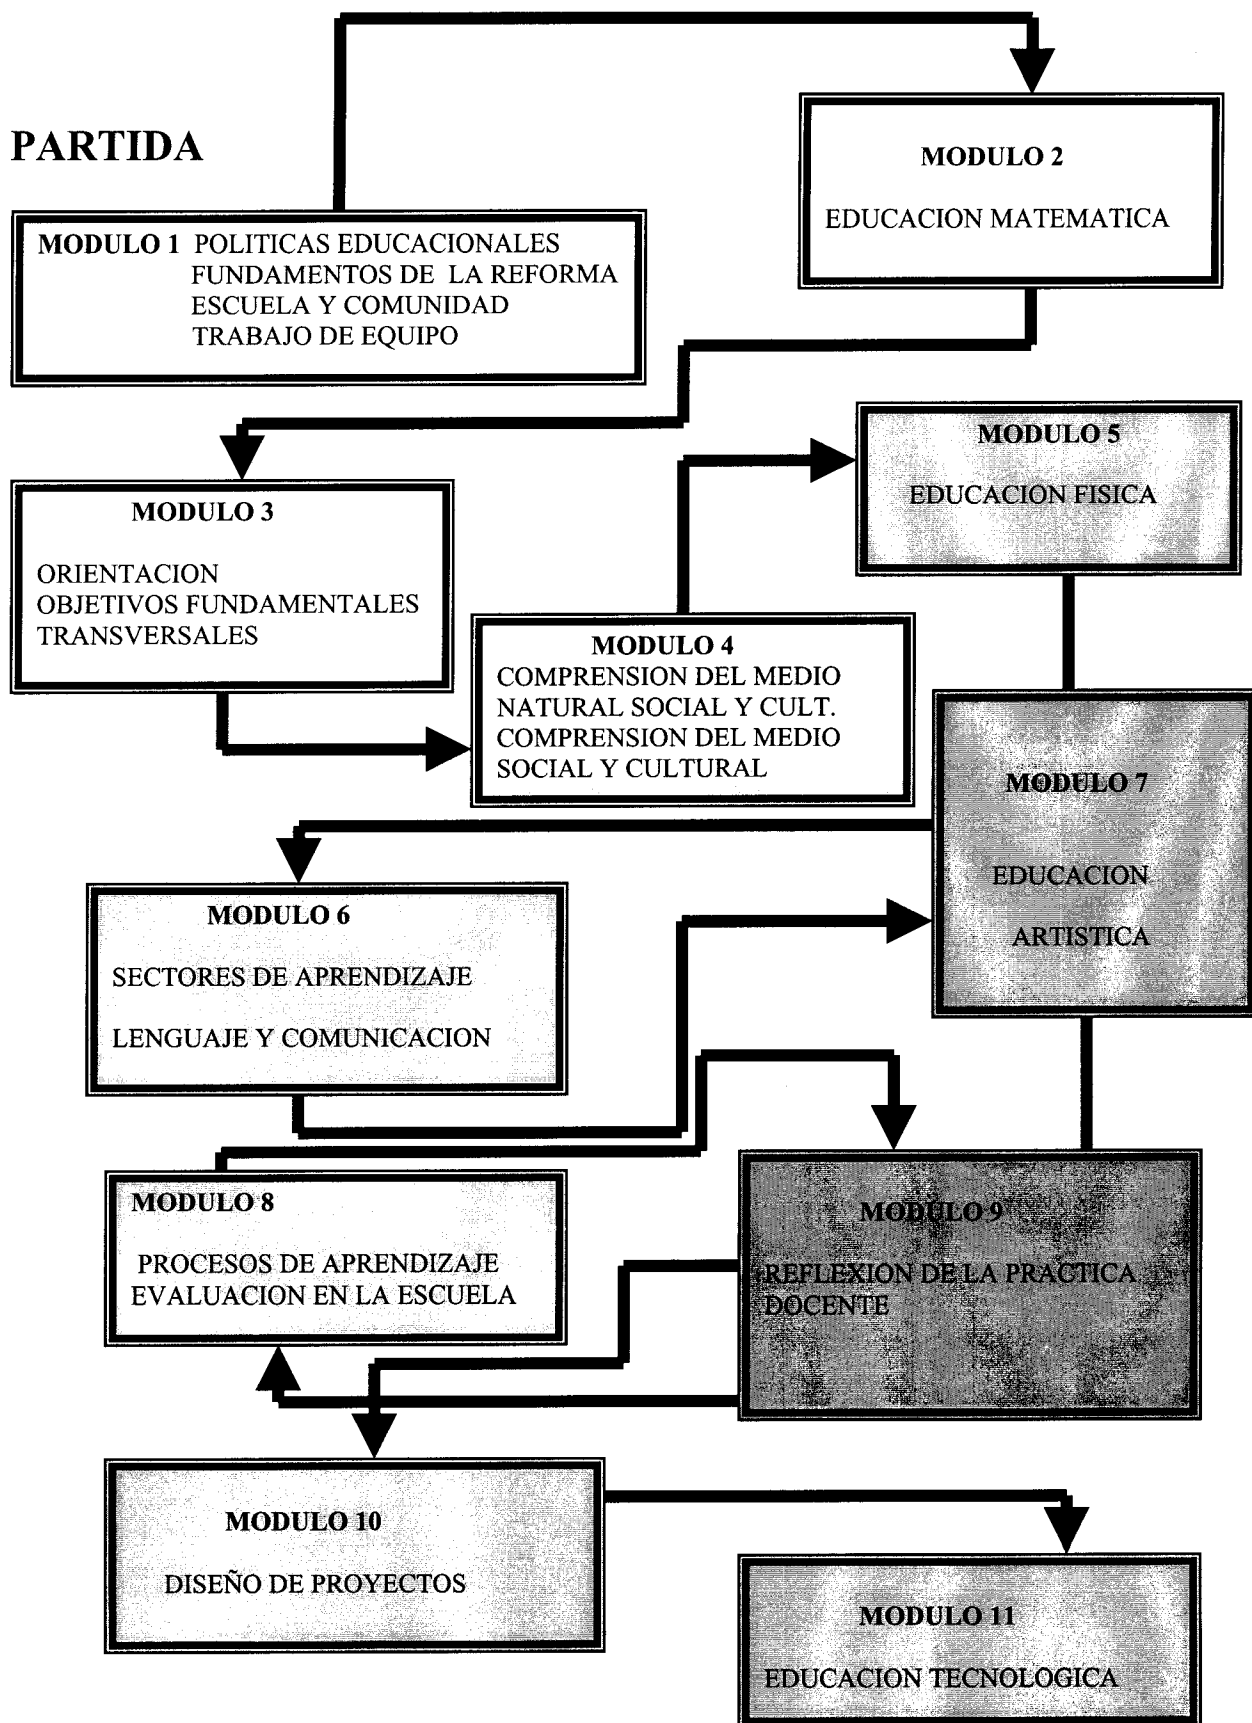 PARTIDA
MODULO 1 POLITICAS EDUCACIONALES
FUNDAMENTOS DE LA REFORMA
ESCUELA Y COMUNIDAD
TRABAJO DE EQUIPO
MODULO 2
EDUCACION MATEMATICA
MODULO 3
ORIENTACION
OBJETIVOS FUNDAMENTALES
TRANSVERSALES
MODULO 4
COMPRENSION DEL MEDIO
NATURAL SOCIAL Y CULT.
COMPRENSION DEL MEDIO
SOCIAL Y CULTURAL
MODULO 5
EDUCACION FISICA
MODULO 6
SECTORES DE APRENDIZAJE
LENGUAJE Y COMUNICACION
MODULO 7
EDUCACION
ARTISTICA
MODULO 8
PROCESOS DE APRENDIZAJE
EVALUACION EN LA ESCUELA
MODULO 9
REFLEXION DE LA PRACTICA
DOCENTE
MODULO 10
DISEÑO DE PROYECTOS
MODULO 11
EDUCACION TECNOLOGICA